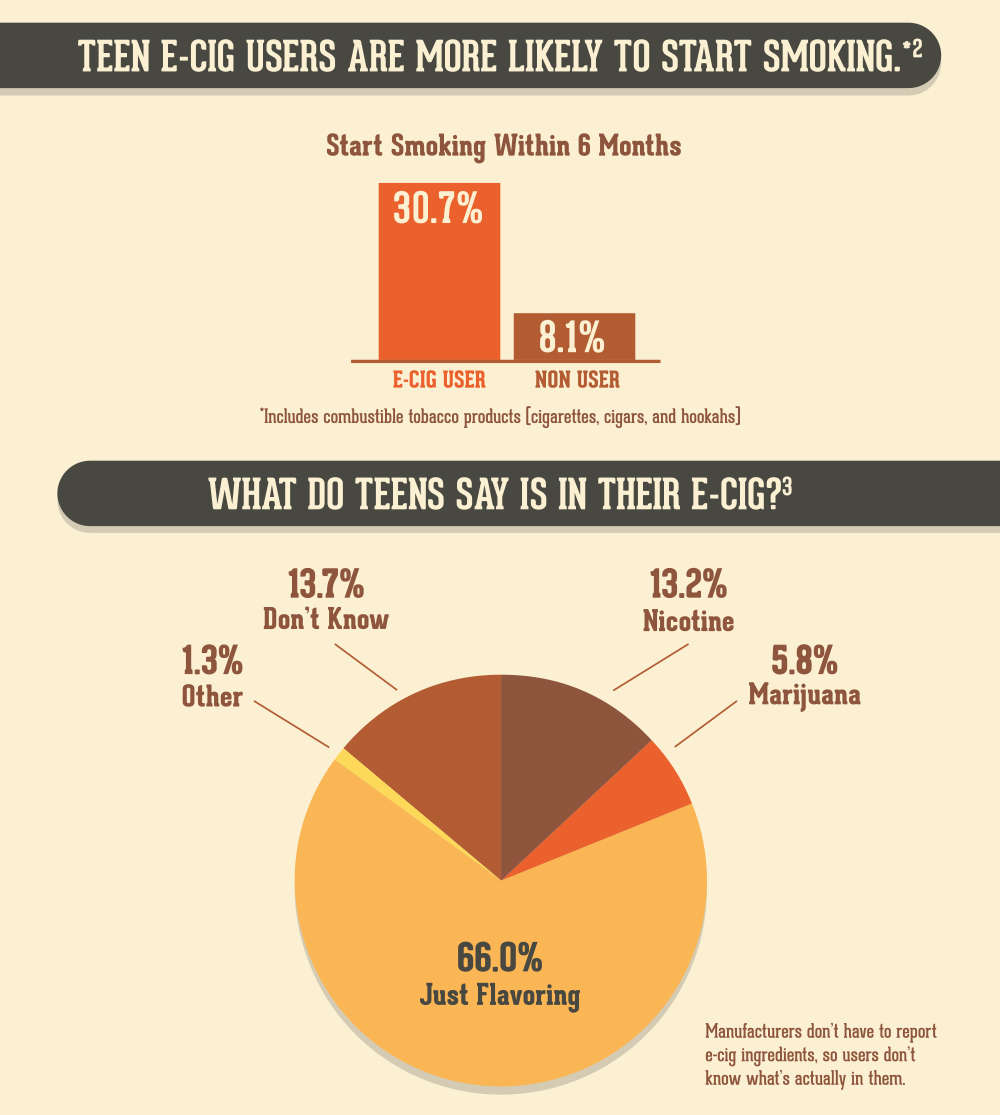 TEEN E-CIG USERS ARE MORE LIKELY TO START SMOKING.*2
Start Smoking Within 6 Months
30.7%
8.1%
E-CIG USER
NON USER
*Includes combustible tobacco products [cigarettes, cigars, and hookahs]
WHAT DO TEENS SAY IS IN THEIR E-CIG?3
13.7%
Don't Know
13.2%
Nicotine
1.3%
Other
5.8%
Marijuana
66.0%
Just Flavoring
Manufacturers don't have to report
e-cig ingredients, so users don't
know what's actually in them.